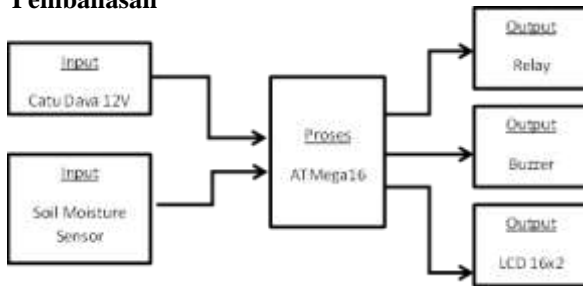 Pembahasan
Input
Catu Daya 12V
Input
Soil Moisture
Sensor
Proses
ATMega16
Output
Relay
Output
Buzzer
Output
LCD 16x2